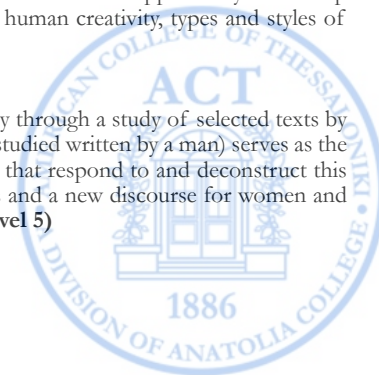 human creativity, types and styles of
y through a study of selected texts by
studied written by a man) serves as the
that respond to and deconstruct this
and a new discourse for women and
vel 5)
AMERICAN COLLEGE OF THESSALONIKI
ACT
1886
A DIVISION OF ANATOLIA COLLEGE